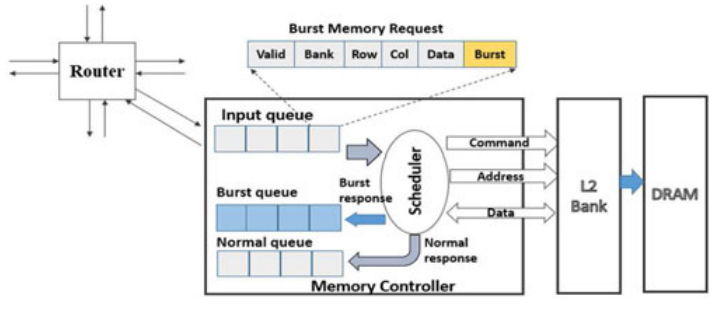 Burst Memory Request
Valid Bank Row Col Data Burst
Router
Input queue
Scheduler
Command
Address
Data
Burst queue
Burst
response
Normal queue
Normal
response
Memory Controller
L2
Bank
DRAM